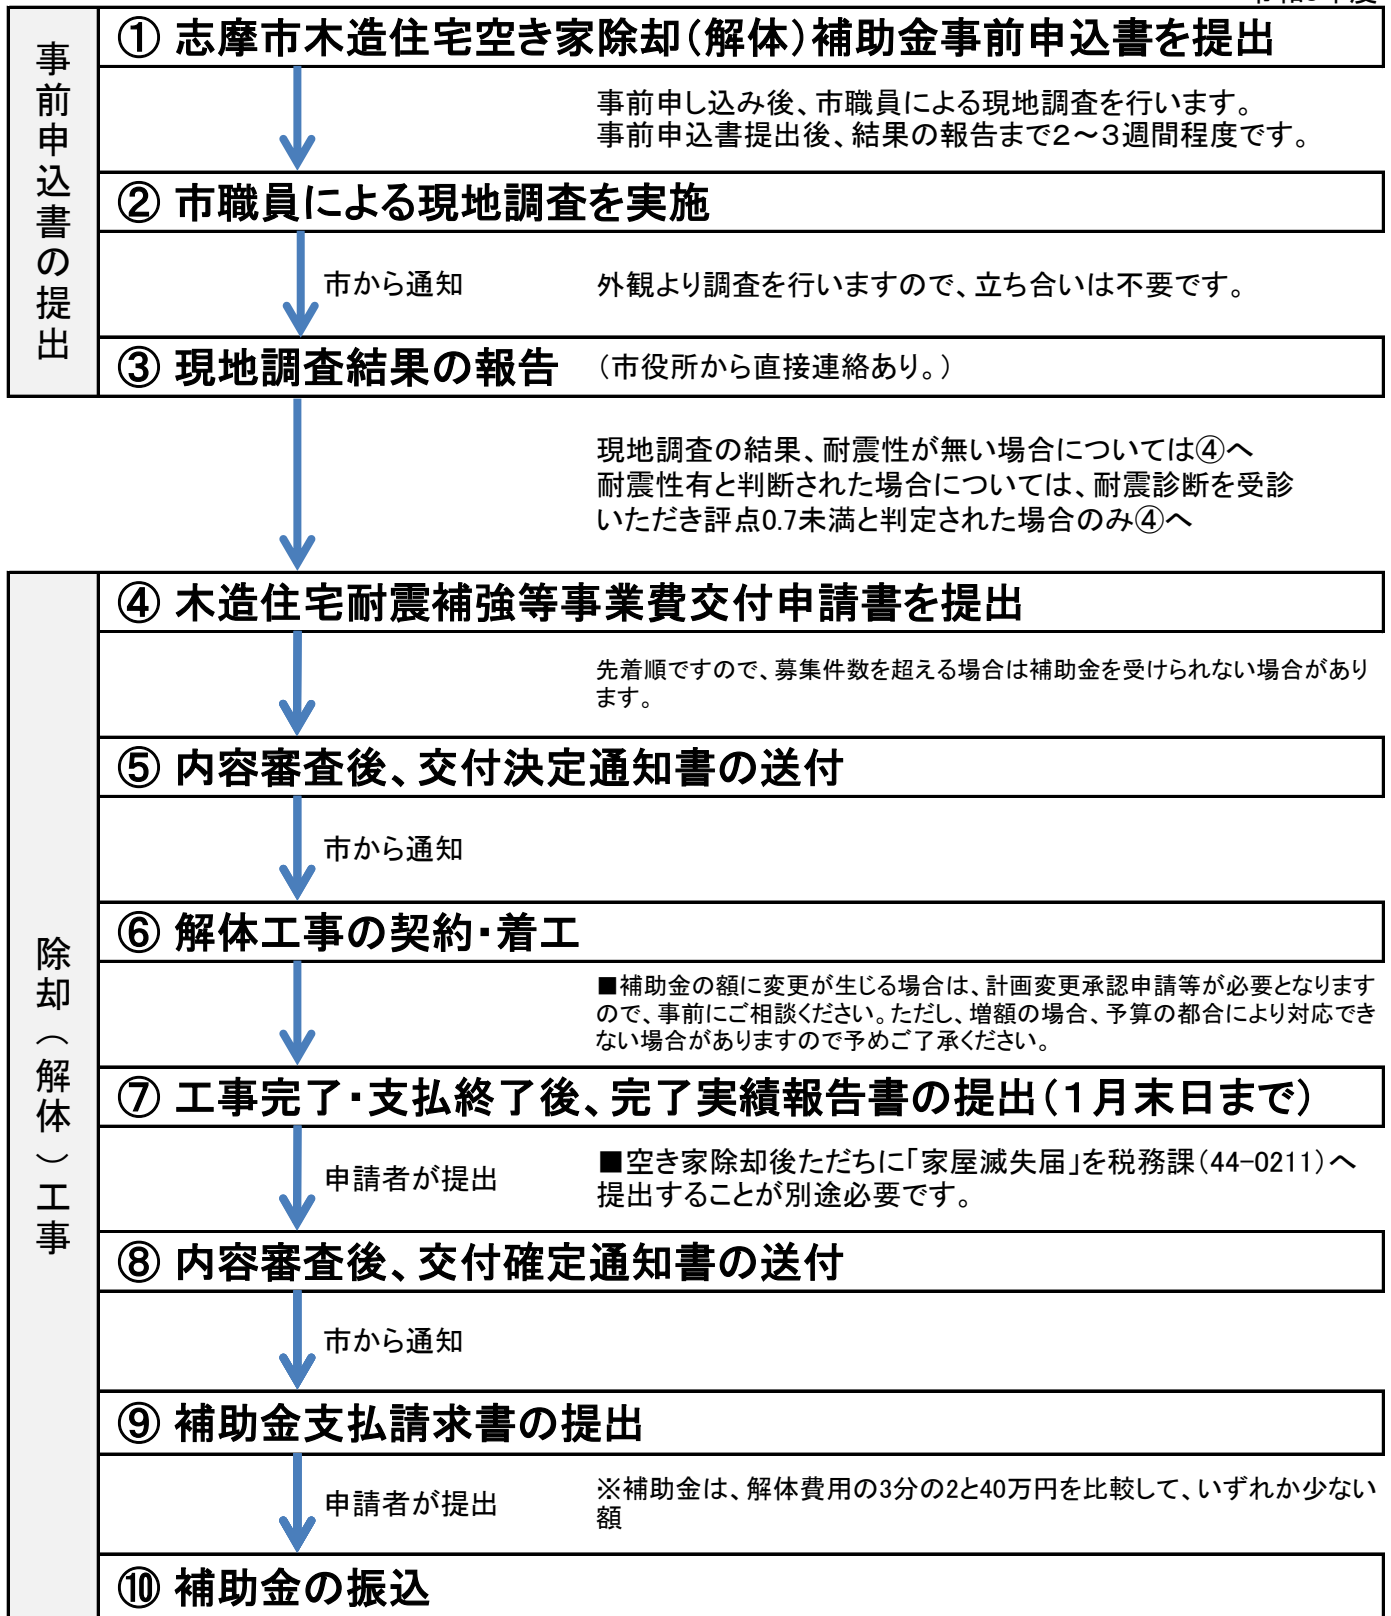 ① 志摩市木造住宅空き家除却（解体）補助金事前申込書を提出
事前申込書の提出
事前申し込み後、市職員による現地調査を行います。
事前申込書提出後、結果の報告まで２～３週間程度です。
② 市職員による現地調査を実施
市から通知
外観より調査を行いますので、立ち合いは不要です。
③ 現地調査結果の報告 （市役所から直接連絡あり。）
現地調査の結果、耐震性が無い場合については④へ
耐震性有と判断された場合については、耐震診断を受診
いただき評点0.7未満と判定された場合のみ④へ
除却（解体）工事
④ 木造住宅耐震補強等事業費交付申請書を提出
先着順ですので、募集件数を超える場合は補助金を受けられない場合があり
ます。
⑤ 内容審査後、交付決定通知書の送付
市から通知
⑥ 解体工事の契約・着工
■補助金の額に変更が生じる場合は、計画変更承認申請等が必要となります
ので、事前にご相談ください。ただし、増額の場合、予算の都合により対応でき
ない場合がありますので予めご了承ください。
⑦ 工事完了・支払終了後、完了実績報告書の提出（１月末日まで）
申請者が提出
■空き家除却後ただちに「家屋滅失届」を税務課（44-0211）へ
提出することが別途必要です。
⑧ 内容審査後、交付確定通知書の送付
市から通知
⑨ 補助金支払請求書の提出
申請者が提出
※補助金は、解体費用の3分の2と40万円を比較して、いずれか少ない
額
⑩ 補助金の振込